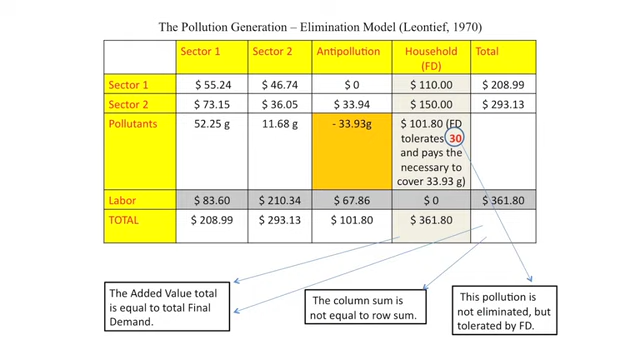 The Pollution Generation – Elimination Model (Leontief, 1970)
Sector 1 Sector 2 Antipollution Household Total
(FD)
Sector 1 $ 55.24 $ 46.74 $ 0 $ 110.00 $ 208.99
Sector 2 $ 73.15 $ 36.05 $ 33.94 $ 150.00 $ 293.13
Pollutants 52.25 g 11.68 g - 33.93g $ 101.80 (FD
tolerates 30
and pays the
necessary to
cover 33.93 g)
Labor $ 83.60 $ 210.34 $ 67.86 $ 0 $ 361.80
TOTAL $ 208.99 $ 293.13 $ 101.80 $ 361.80
The Added Value total
is equal to total Final
Demand.
The column sum is
not equal to row sum.
This pollution is
not eliminated, but
tolerated by FD.